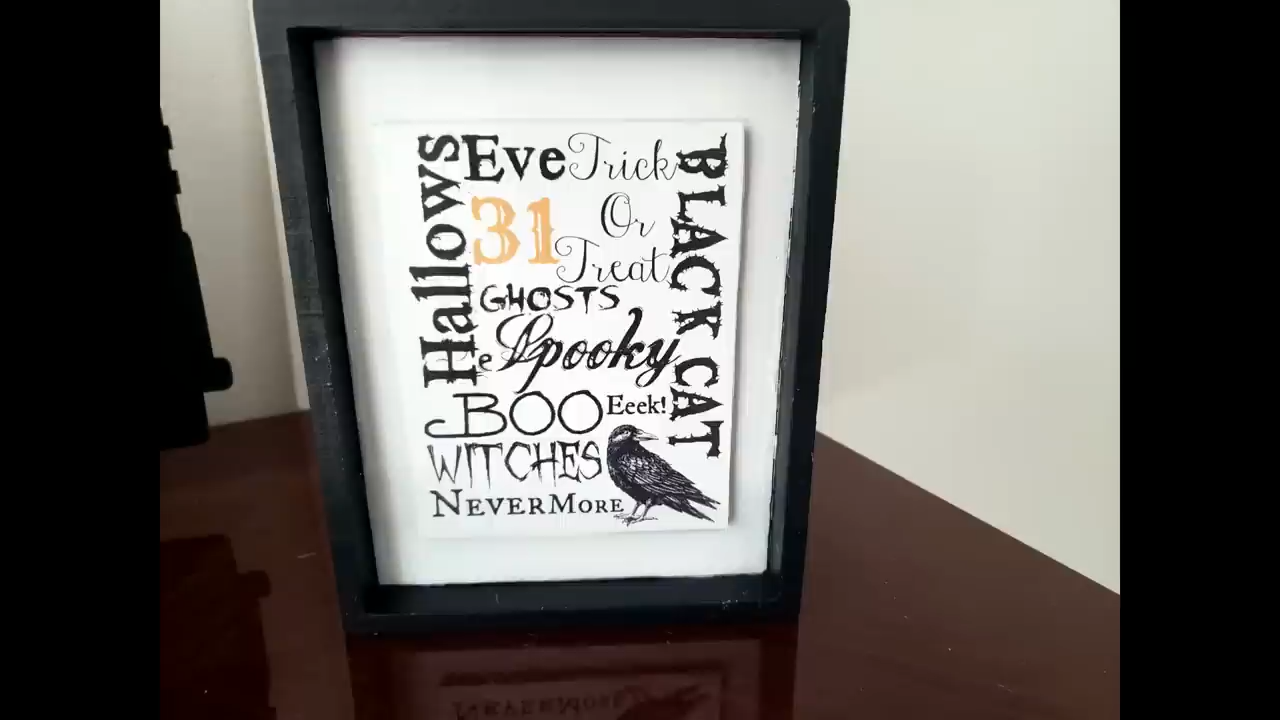 Hallows
Eve
Trick
Or
Treat
31
BLACK CAT
GHOSTS
e Spooky
BOO
Eeek!
WITCHES
NEVERMORE